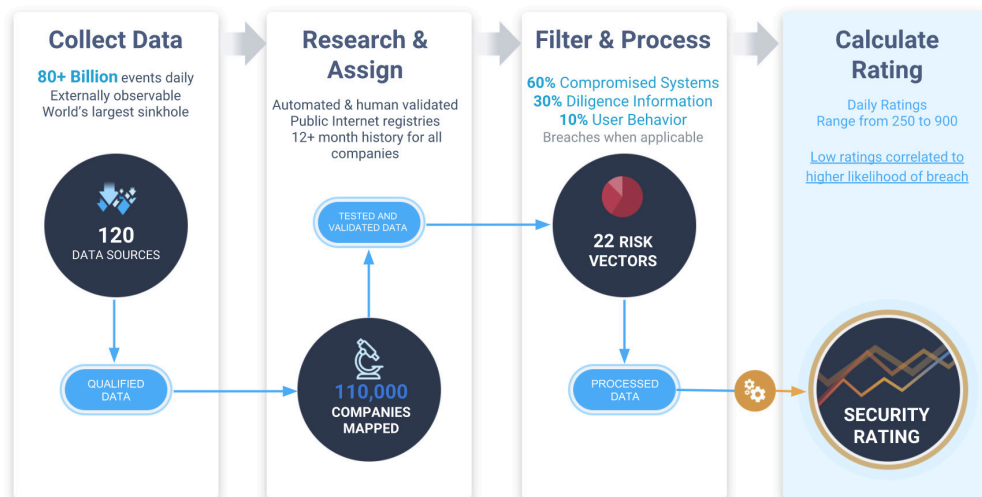 Collect Data
80+ Billion events daily
Externally observable
World's largest sinkhole
120
DATA SOURCES
QUALIFIED
DATA
Research &
Assign
Automated & human validated
Public Internet registries
12+ month history for all
companies
TESTED AND
VALIDATED DATA
110,000
COMPANIES
MAPPED
Filter & Process
60% Compromised Systems
30% Diligence Information
10% User Behavior
Breaches when applicable
22 RISK
VECTORS
PROCESSED
DATA
Calculate
Rating
Daily Ratings
Range from 250 to 900
Low ratings correlated to
higher likelihood of breach
SECURITY
RATING